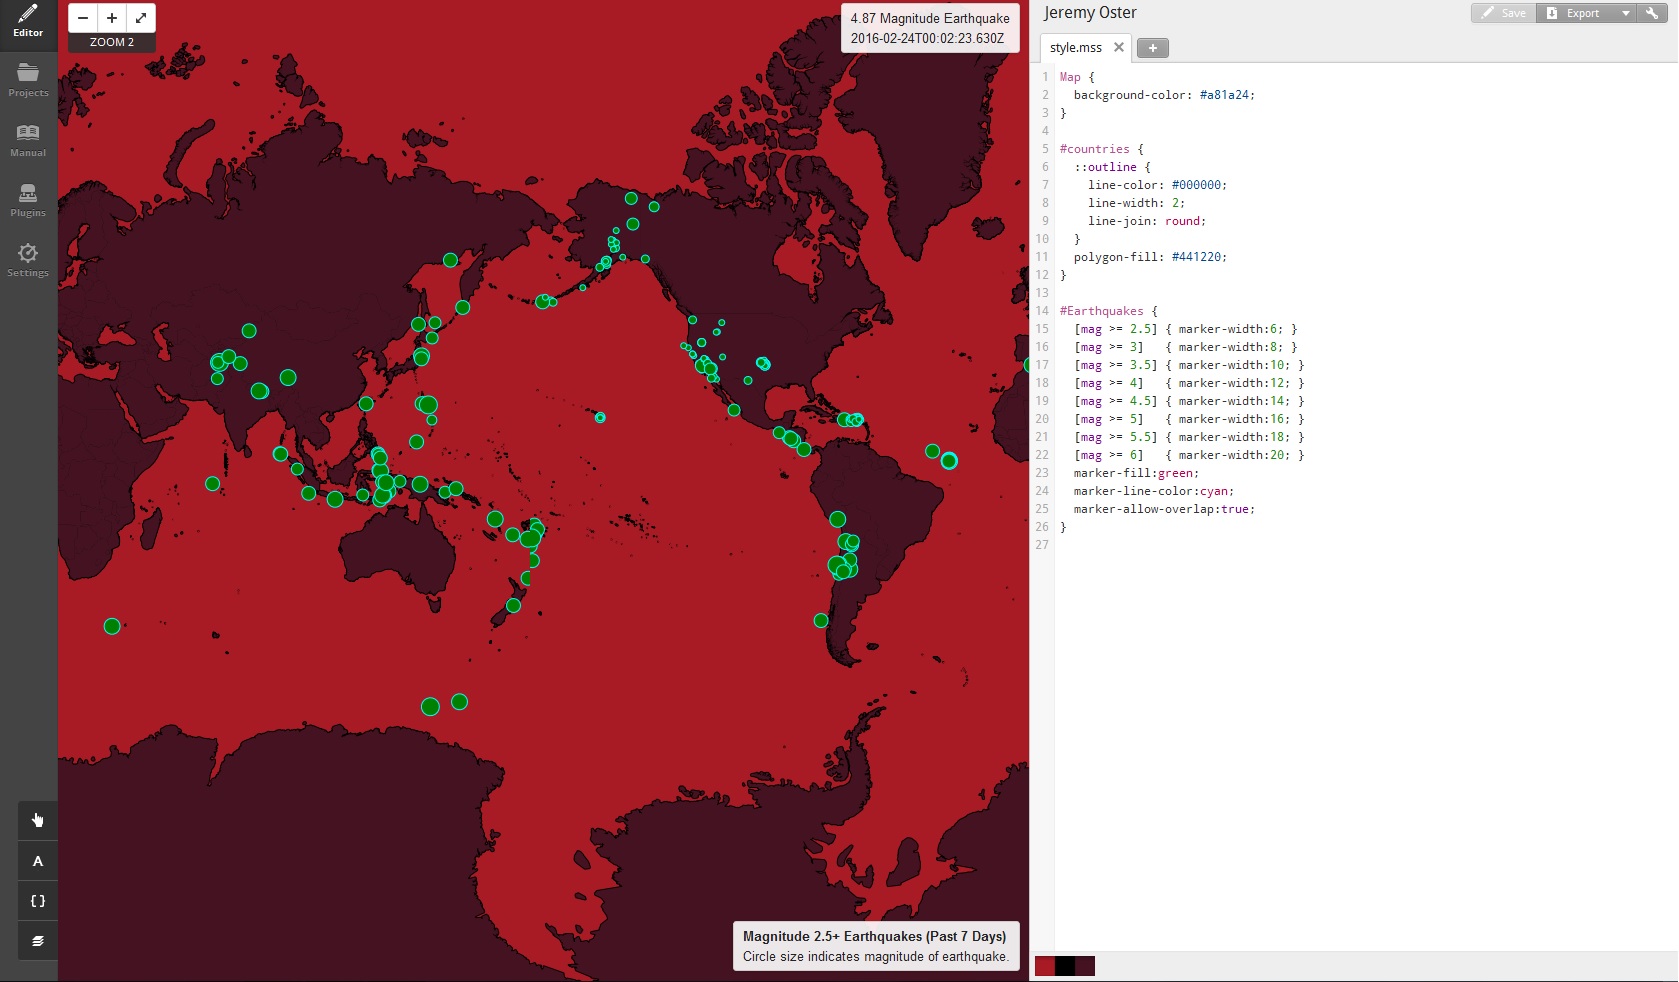 Editor
Projects
Manual
Plugins
Settings
ZOOM 2
4.87 Magnitude Earthquake
2016-02-24T00:02:23.630Z
A
{ }
Magnitude 2.5+ Earthquakes (Past 7 Days)
Circle size indicates magnitude of earthquake.
Jeremy Oster
Save
Export
style.mss
1 Map {
2 background-color: #a81a24;
3 }
4
5 #countries {
6 ::outline {
7 line-color: #000000;
8 line-width: 2;
9 line-join: round;
10 }
11 polygon-fill: #441220;
12 }
13
14 #Earthquakes {
15 [mag >= 2.5] { marker-width:6; }
16 [mag >= 3] { marker-width:8; }
17 [mag >= 3.5] { marker-width:10; }
18 [mag >= 4] { marker-width:12; }
19 [mag >= 4.5] { marker-width:14; }
20 [mag >= 5] { marker-width:16; }
21 [mag >= 5.5] { marker-width:18; }
22 [mag >= 6] { marker-width:20; }
23 marker-fill:green;
24 marker-line-color:cyan;
25 marker-allow-overlap:true;
26 }
27